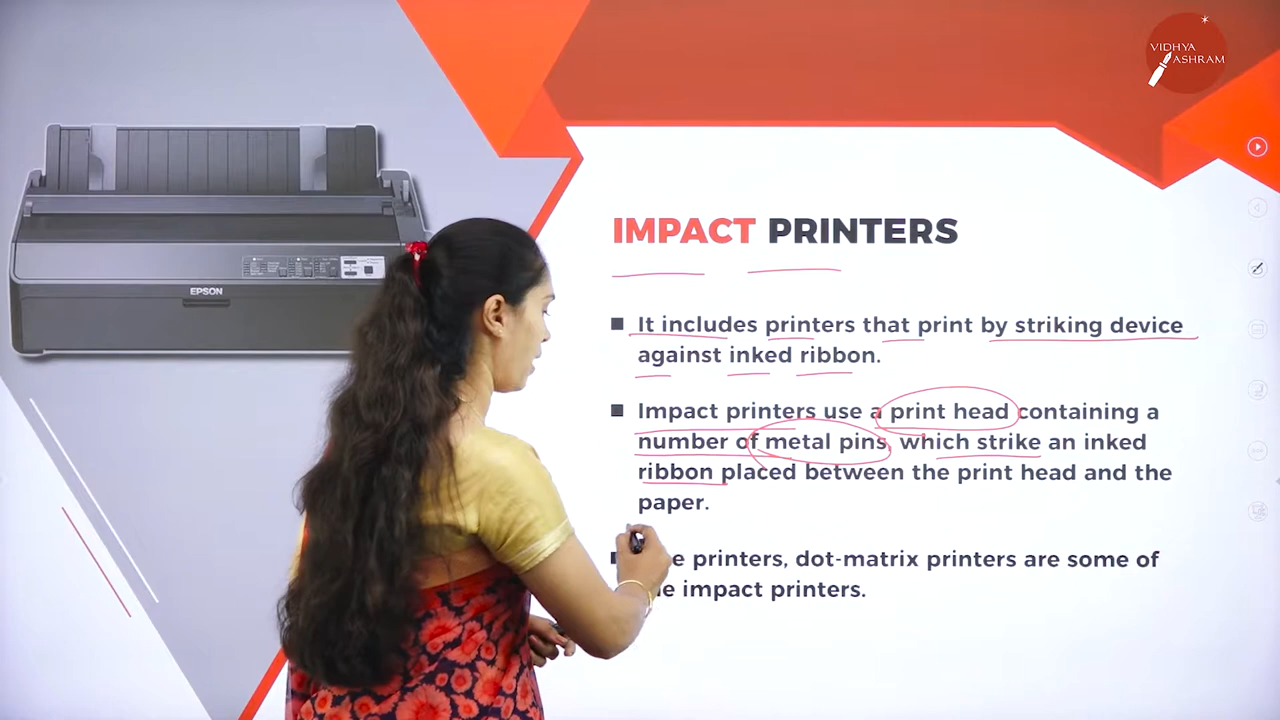 VIDHYA
ASHRAM
EPSON
IMPACT PRINTERS
■ It includes printers that print by striking device
against inked ribbon.
■ Impact printers use a print head containing a
number of metal pins, which strike an inked
ribbon placed between the print head and the
paper.
printers, dot-matrix printers are some of
impact printers.